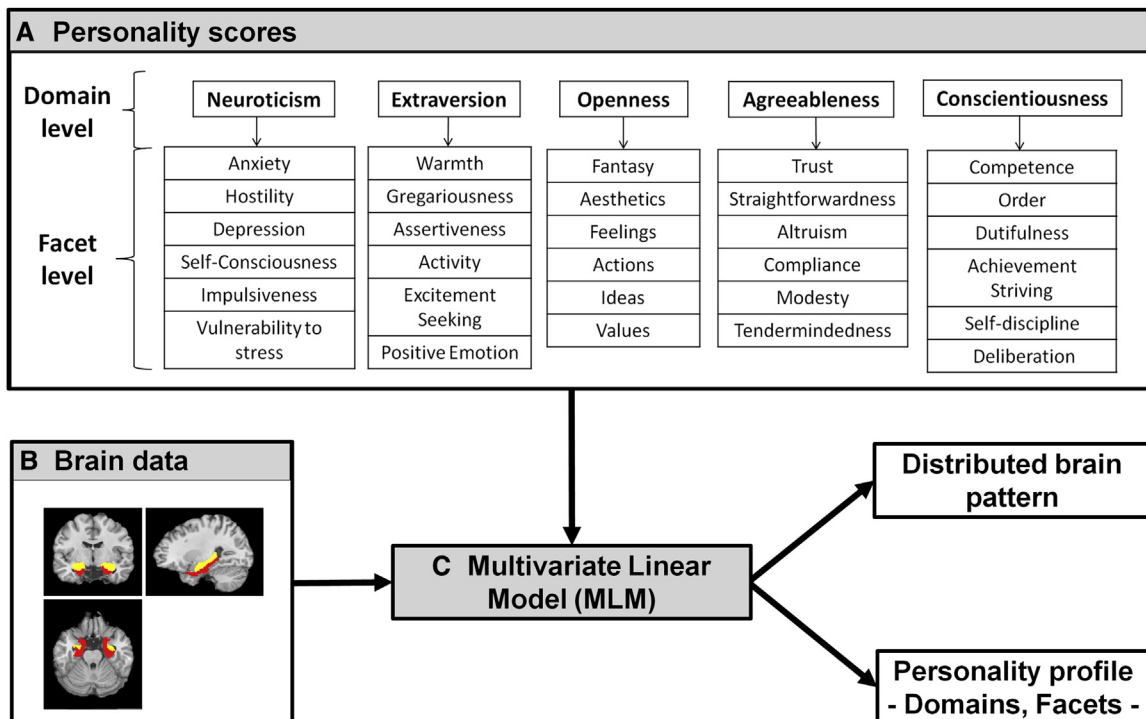 A Personality scores
Domain
level
Neuroticism
Extraversion
Openness
Agreeableness
Conscientiousness
Facet
level
Anxiety
Hostility
Depression
Self-Consciousness
Impulsiveness
Vulnerability to
stress
Warmth
Gregariousness
Assertiveness
Activity
Excitement
Seeking
Positive Emotion
Fantasy
Aesthetics
Feelings
Actions
Ideas
Values
Trust
Straightforwardness
Altruism
Compliance
Modesty
Tendermindedness
Competence
Order
Dutifulness
Achievement
Striving
Self-discipline
Deliberation
B Brain data
C Multivariate Linear
Model (MLM)
Distributed brain
pattern
Personality profile
- Domains, Facets -